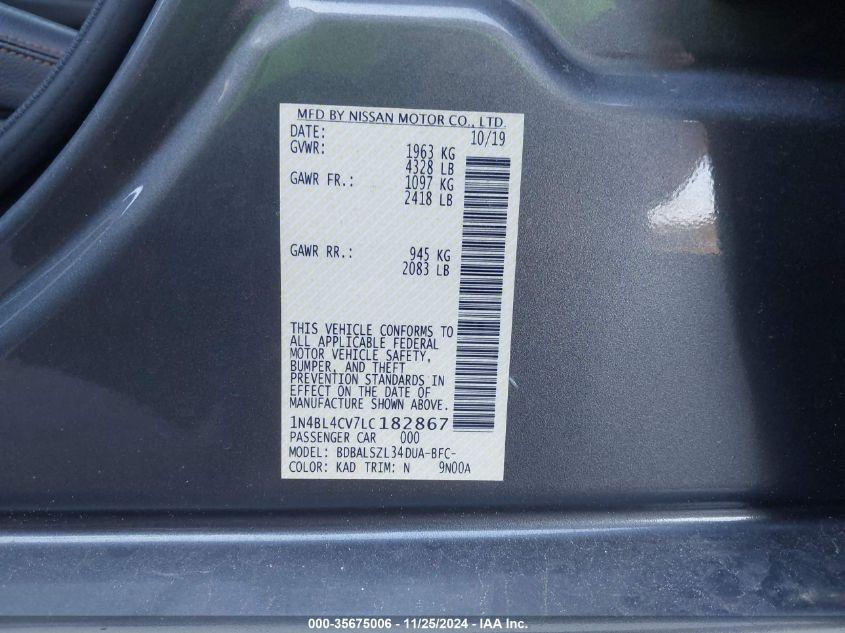 MFD BY NISSAN MOTOR CO., LTD.
DATE: 10/19
GVWR: 1963 KG
4328 LB
GAWR FR.: 1097 KG
2418 LB
GAWR RR.: 945 KG
2083 LB
THIS VEHICLE CONFORMS TO
ALL APPLICABLE FEDERAL
MOTOR VEHICLE SAFETY,
BUMPER, AND THEFT
PREVENTION STANDARDS IN
EFFECT ON THE DATE OF
MANUFACTURE SHOWN ABOVE.
1N4BL4CV7LC182867
PASSENGER CAR 000
MODEL: BDBALSZL34DUA-BFC-
COLOR: KAD TRIM: N 9N00A
000-35675006 - 11/25/2024 - IAA Inc.